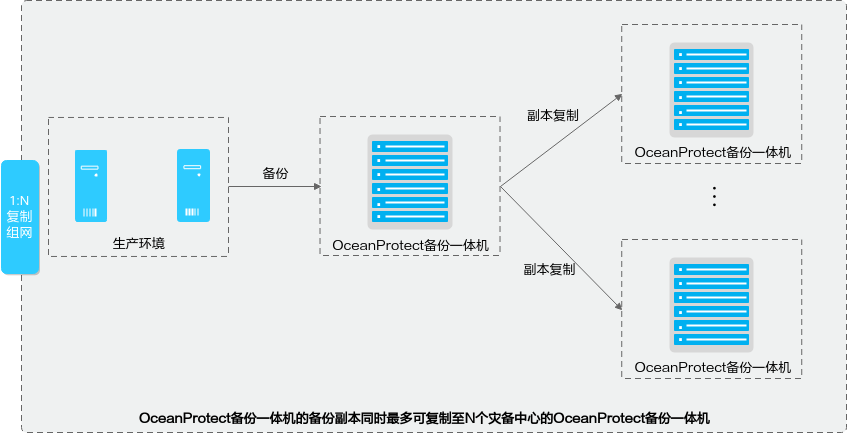 1:N
复制
组网
生产环境
备份
OceanProtect备份一体机
副本复制
副本复制
OceanProtect备份一体机
OceanProtect备份一体机
OceanProtect备份一体机的备份副本同时最多可复制至N个灾备中心的OceanProtect备份一体机